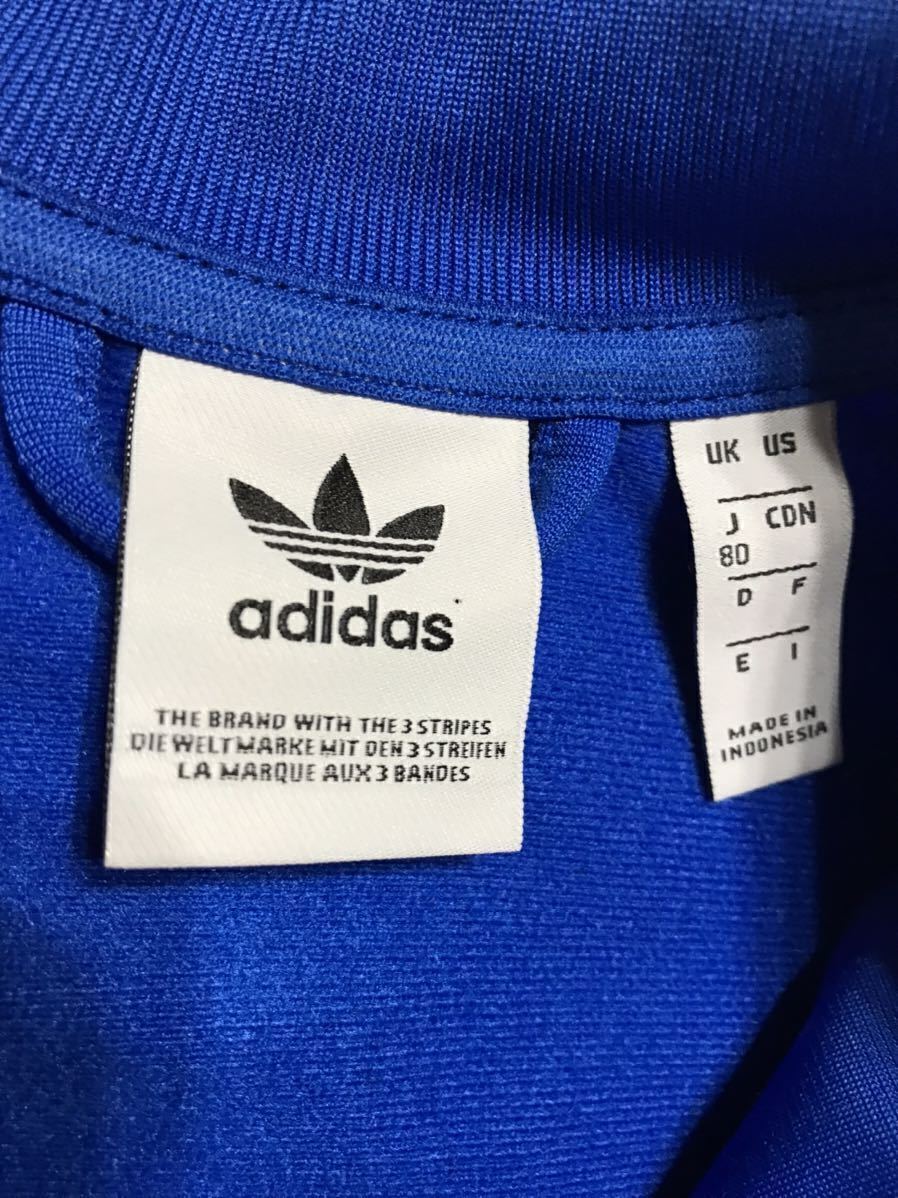 adidas
THE BRAND WITH THE 3 STRIPES
DIE WELTMARKE MIT DEN 3 STREIFEN
LA MARQUE AUX 3 BANDES
UK US
J CDN
80
D F
E I
MADE IN
INDONESIA